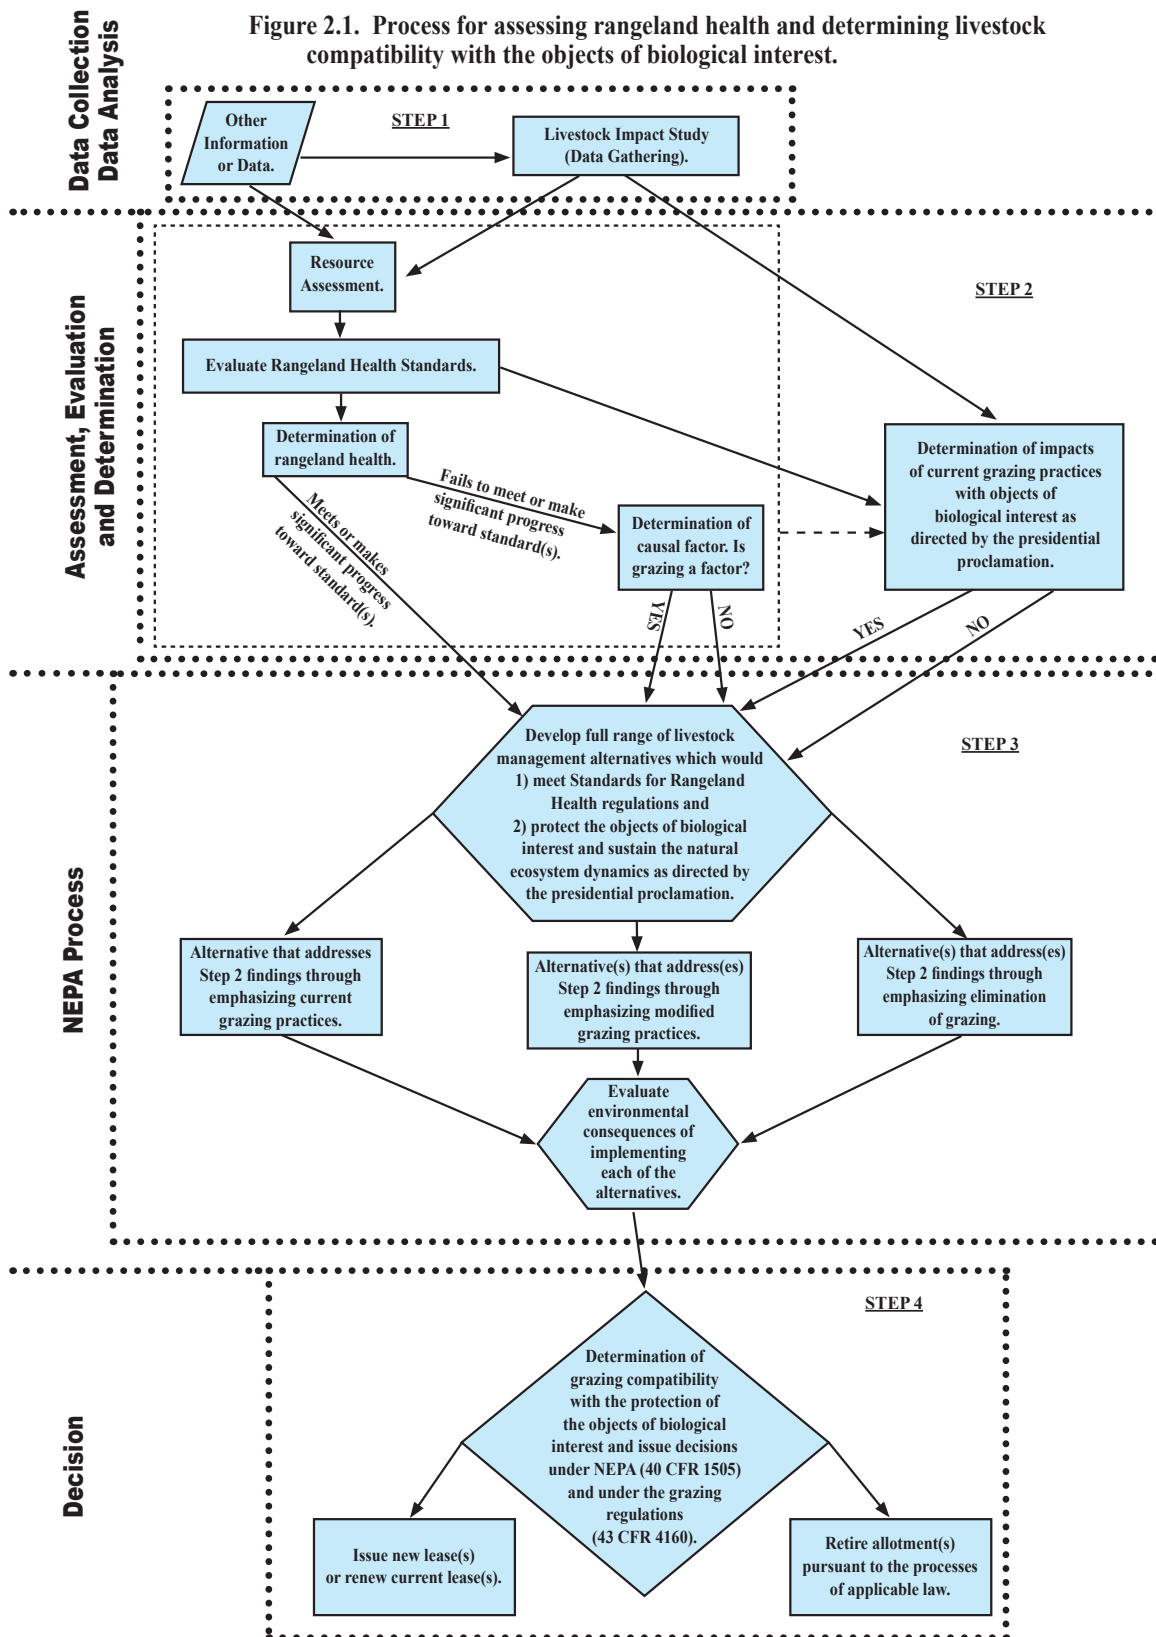 Figure 2.1.  Process for assessing rangeland health and determining livestock
compatibility with the objects of biological interest.
Data Collection
Data Analysis
STEP 1
Other
Information
or Data.
Livestock Impact Study
(Data Gathering).
Assessment, Evaluation
and Determination
STEP 2
Resource
Assessment.
Evaluate Rangeland Health Standards.
Determination of
rangeland health.
Meets or makes
significant progress
toward standard(s).
Fails to meet or make
significant progress
toward standard(s).
Determination of
causal factor. Is
grazing a factor?
YES
NO
Determination of impacts
of current grazing practices
with objects of
biological interest as
directed by the presidential
proclamation.
YES
NO
NEPA Process
STEP 3
Develop full range of livestock
management alternatives which would
1) meet Standards for Rangeland
Health regulations and
2) protect the objects of biological
interest and sustain the natural
ecosystem dynamics as directed by
the presidential proclamation.
Alternative that addresses
Step 2 findings through
emphasizing current
grazing practices.
Alternative(s) that address(es)
Step 2 findings through
emphasizing modified
grazing practices.
Alternative(s) that address(es)
Step 2 findings through
emphasizing elimination
of grazing.
Evaluate
environmental
consequences of
implementing
each of the
alternatives.
Decision
STEP 4
Determination of
grazing compatibility
with the protection of
the objects of biological
interest and issue decisions
under NEPA (40 CFR 1505)
and under the grazing
regulations
(43 CFR 4160).
Issue new lease(s)
or renew current lease(s).
Retire allotment(s)
pursuant to the processes
of applicable law.